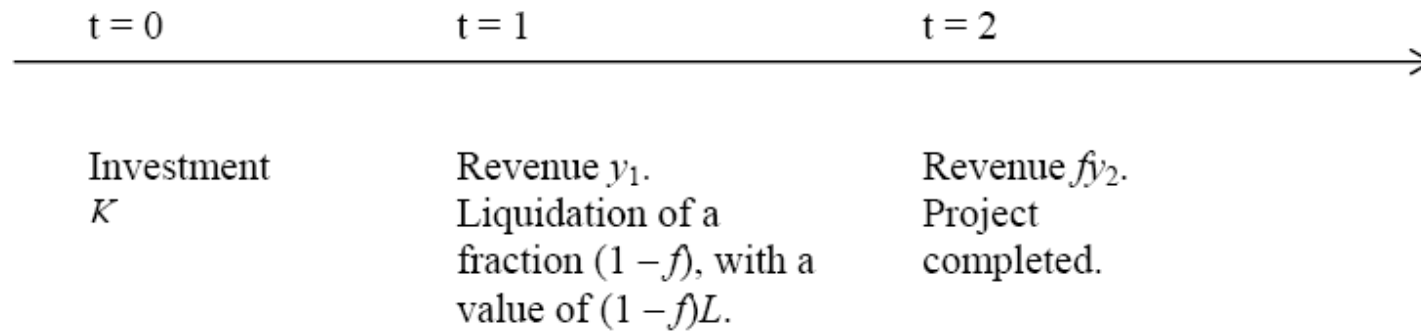 t = 0 t = 1 t = 2
Investment
K
Revenue y₁.
Liquidation of a
fraction (1 – f), with a
value of (1 – f)L.
Revenue fy₂.
Project
completed.